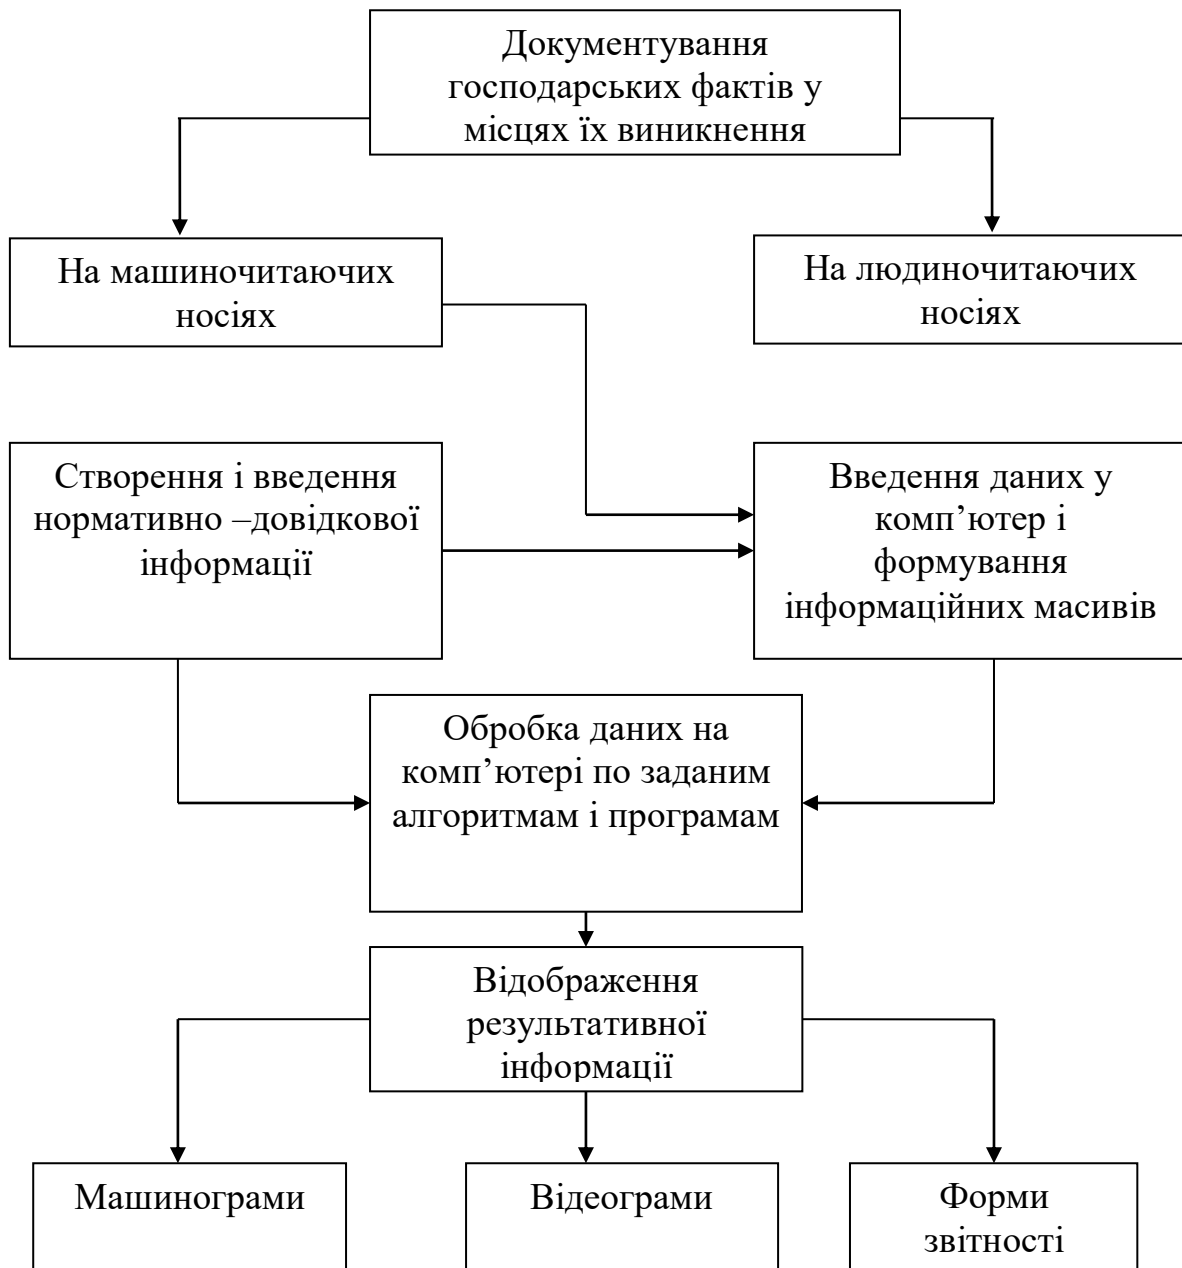 Документування
господарських фактів у
місцях їх виникнення
На машиночитаючих
носіях
На людиночитаючих
носіях
Створення і введення
нормативно –довідкової
інформації
Введення даних у
комп’ютер і
формування
інформаційних масивів
Обробка даних на
комп’ютері по заданим
алгоритмам і програмам
Відображення
результативної
інформації
Машинограми
Відеограми
Форми
звітності